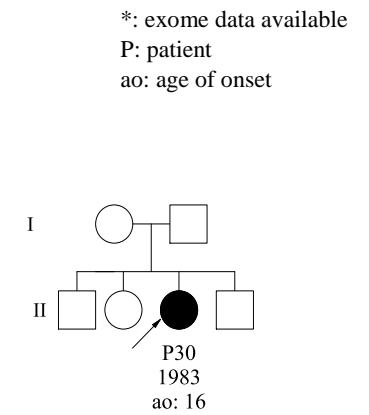 *: exome data available
P: patient
ao: age of onset
I
II
P30
1983
ao: 16